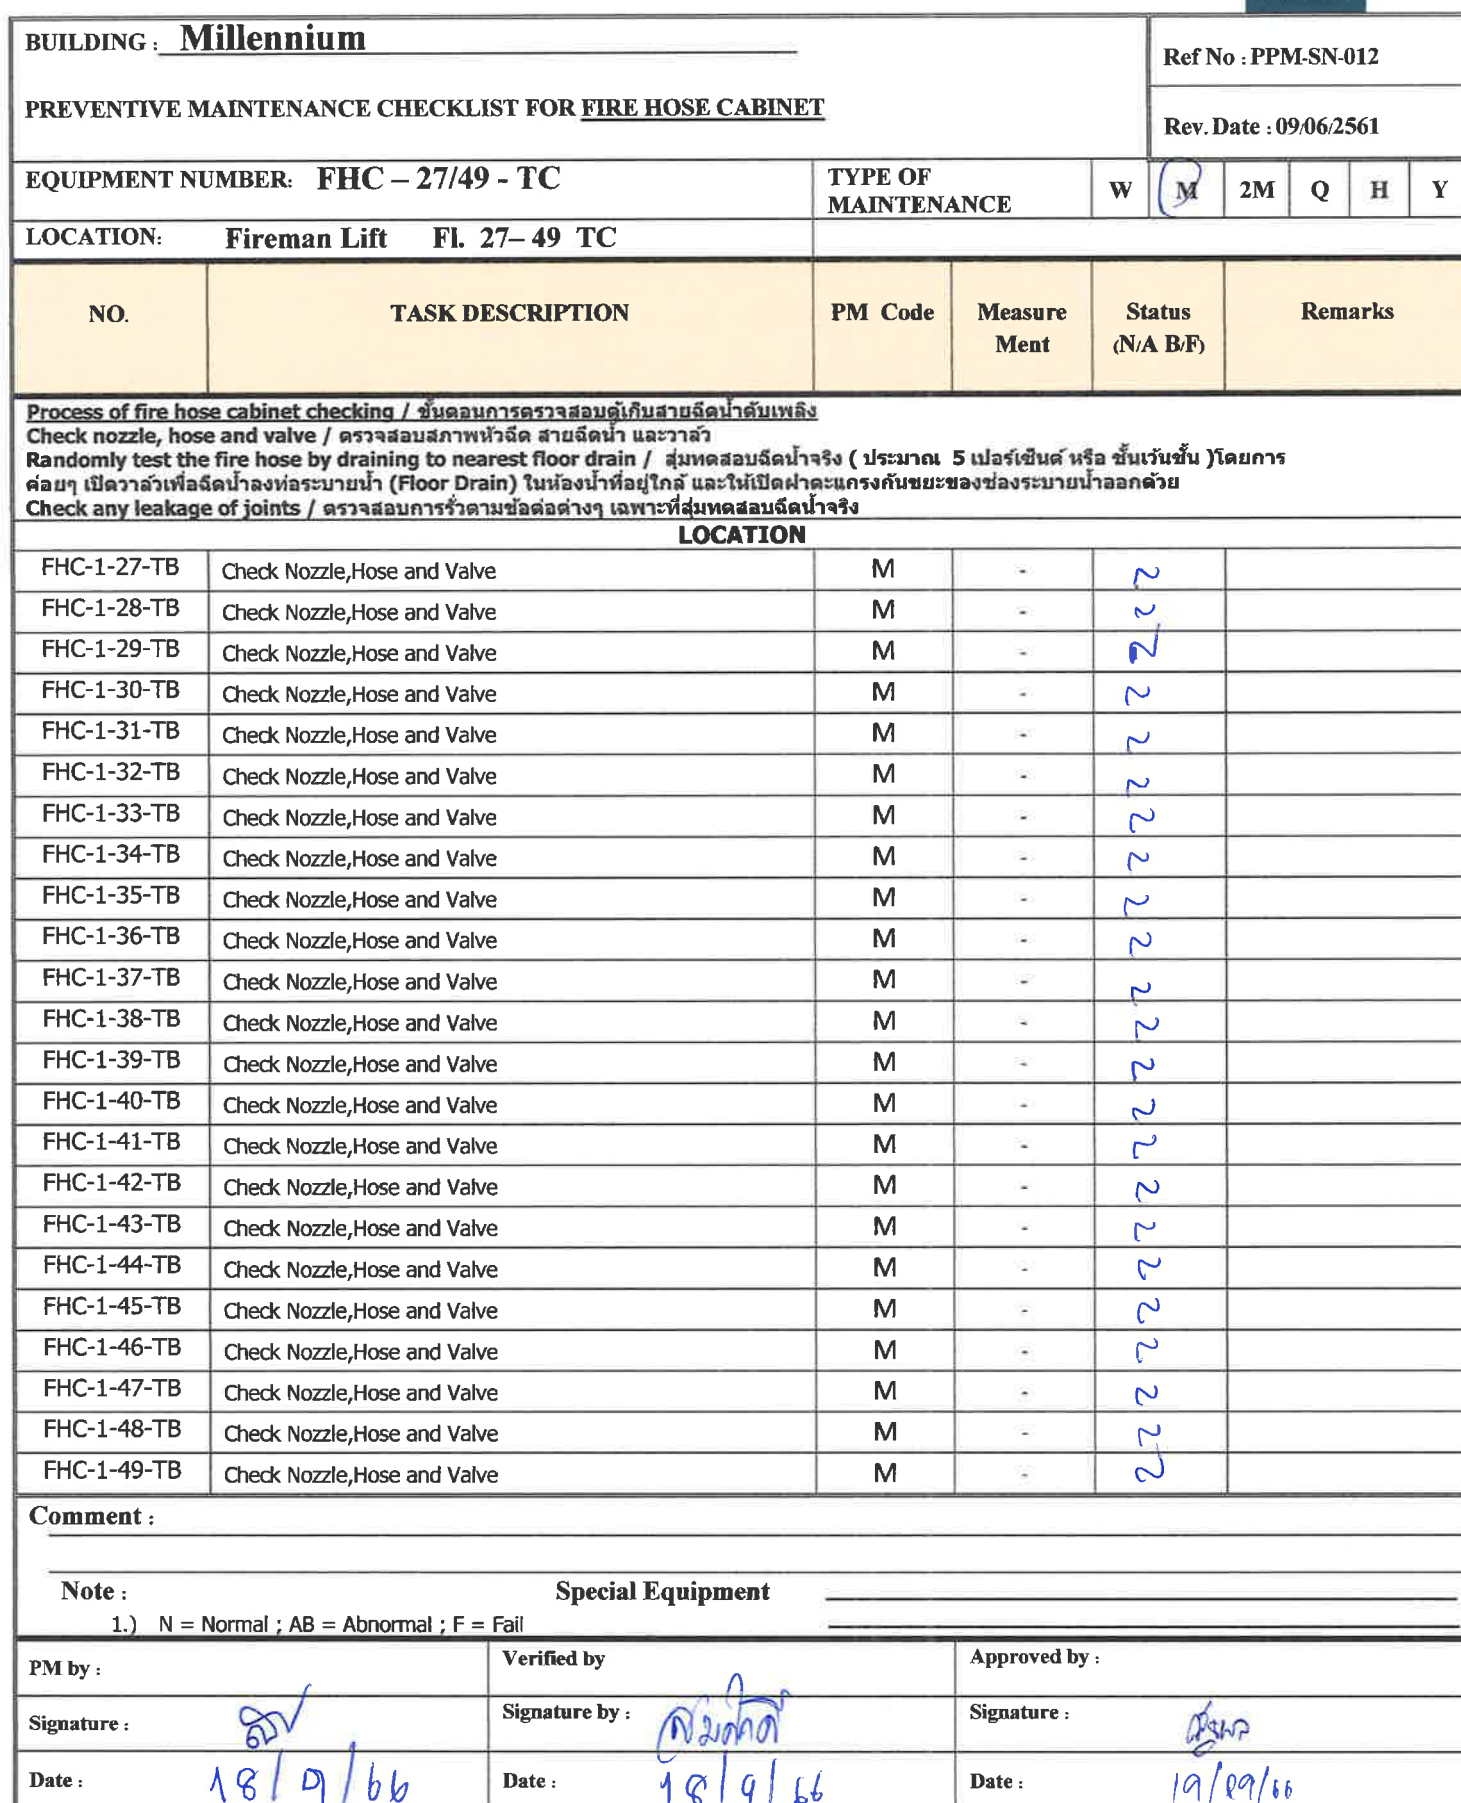 BUILDING : Millennium
Ref No : PPM-SN-012
PREVENTIVE MAINTENANCE CHECKLIST FOR FIRE HOSE CABINET
Rev. Date : 09/06/2561
EQUIPMENT NUMBER: FHC – 27/49 - TC TYPE OF MAINTENANCE W M 2M Q H Y
LOCATION: Fireman Lift Fl. 27– 49 TC
NO. TASK DESCRIPTION PM Code Measure Ment Status (N/A B/F) Remarks
Process of fire hose cabinet checking / ขั้นตอนการตรวจสอบตู้เก็บสายฉีดน้ำดับเพลิง
Check nozzle, hose and valve / ตรวจสอบสภาพหัวฉีด สายฉีดน้ำ และวาล์ว
Randomly test the fire hose by draining to nearest floor drain / สุ่มทดสอบฉีดน้ำจริง ( ประมาณ 5 เปอร์เซ็นต์ หรือ ชั้นเว้นชั้น )โดยการ
ค่อยๆ เปิดวาล์วเพื่อฉีดน้ำลงท่อระบายน้ำ (Floor Drain) ในห้องน้ำที่อยู่ใกล้ และให้เปิดฝาตะแกรงกันขยะของช่องระบายน้ำออกด้วย
Check any leakage of joints / ตรวจสอบการรั่วตามข้อต่อต่างๆ เฉพาะที่สุ่มทดสอบฉีดน้ำจริง
LOCATION
FHC-1-27-TB Check Nozzle,Hose and Valve M -
FHC-1-28-TB Check Nozzle,Hose and Valve M -
FHC-1-29-TB Check Nozzle,Hose and Valve M -
FHC-1-30-TB Check Nozzle,Hose and Valve M -
FHC-1-31-TB Check Nozzle,Hose and Valve M -
FHC-1-32-TB Check Nozzle,Hose and Valve M -
FHC-1-33-TB Check Nozzle,Hose and Valve M -
FHC-1-34-TB Check Nozzle,Hose and Valve M -
FHC-1-35-TB Check Nozzle,Hose and Valve M -
FHC-1-36-TB Check Nozzle,Hose and Valve M -
FHC-1-37-TB Check Nozzle,Hose and Valve M -
FHC-1-38-TB Check Nozzle,Hose and Valve M -
FHC-1-39-TB Check Nozzle,Hose and Valve M -
FHC-1-40-TB Check Nozzle,Hose and Valve M -
FHC-1-41-TB Check Nozzle,Hose and Valve M -
FHC-1-42-TB Check Nozzle,Hose and Valve M -
FHC-1-43-TB Check Nozzle,Hose and Valve M -
FHC-1-44-TB Check Nozzle,Hose and Valve M -
FHC-1-45-TB Check Nozzle,Hose and Valve M -
FHC-1-46-TB Check Nozzle,Hose and Valve M -
FHC-1-47-TB Check Nozzle,Hose and Valve M -
FHC-1-48-TB Check Nozzle,Hose and Valve M -
FHC-1-49-TB Check Nozzle,Hose and Valve M -
Comment :
Note : Special Equipment
1.) N = Normal ; AB = Abnormal ; F = Fail
PM by : Verified by Approved by :
Signature : Signature by : สมศักดิ์ Signature :
Date : 18/9/66 Date : 18/9/66 Date : 19/09/66